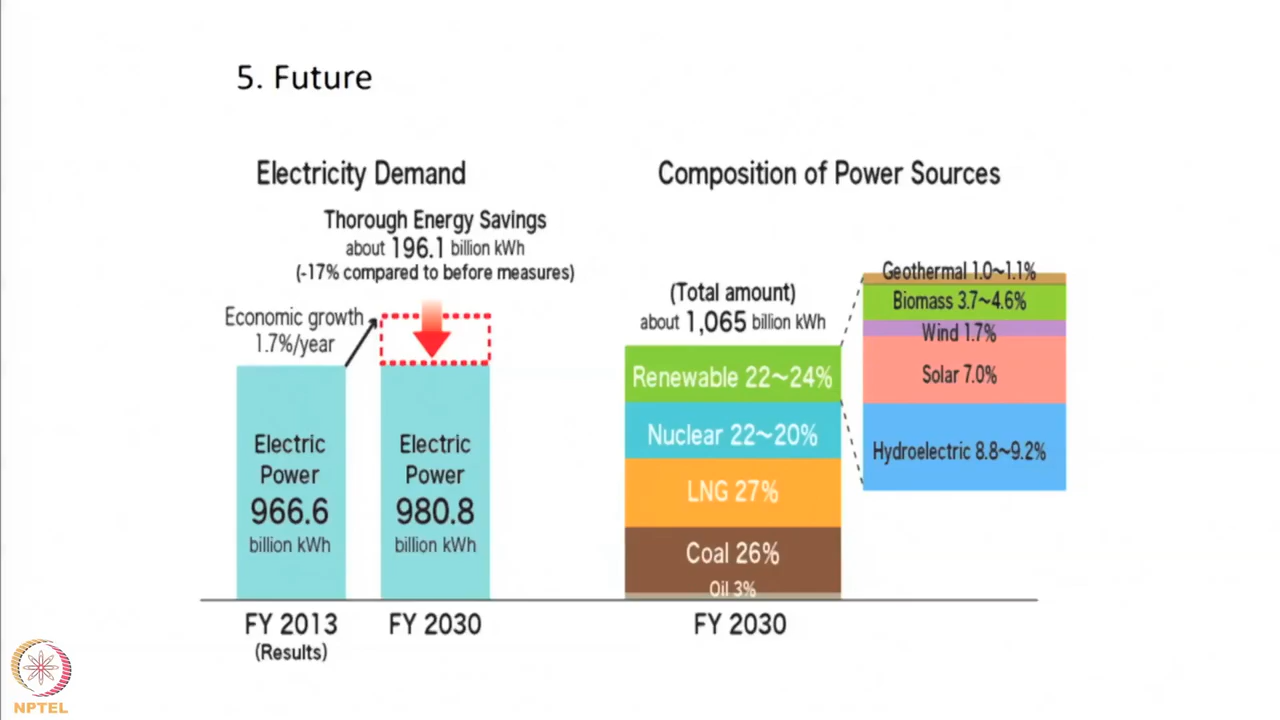 5. Future
Electricity Demand
Thorough Energy Savings
about 196.1 billion kWh
(-17% compared to before measures)
Economic growth
1.7%/year
Electric
Power
966.6
billion kWh
Electric
Power
980.8
billion kWh
FY 2013
(Results)
FY 2030
Composition of Power Sources
(Total amount)
about 1,065 billion kWh
Renewable 22~24%
Nuclear 22~20%
LNG 27%
Coal 26%
Oil 3%
FY 2030
Geothermal 1.0~1.1%
Biomass 3.7~4.6%
Wind 1.7%
Solar 7.0%
Hydroelectric 8.8~9.2%
NPTEL